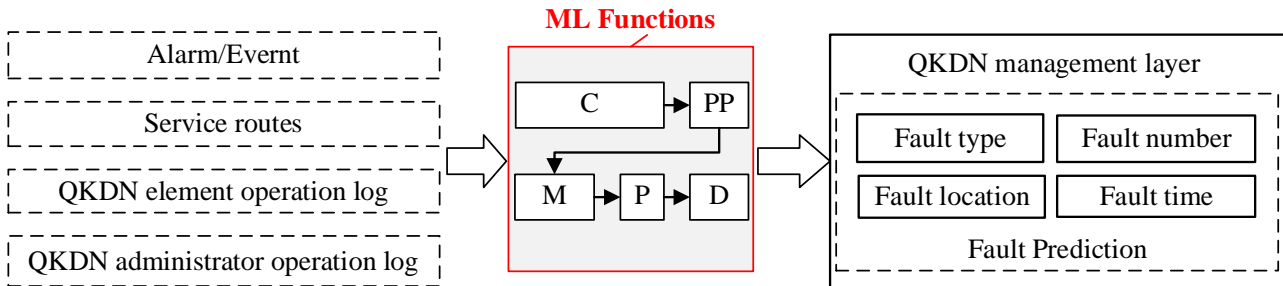 ML Functions
Alarm/Evernt
Service routes
QKDN element operation log
QKDN administrator operation log
C
PP
M
P
D
QKDN management layer
Fault type
Fault number
Fault location
Fault time
Fault Prediction